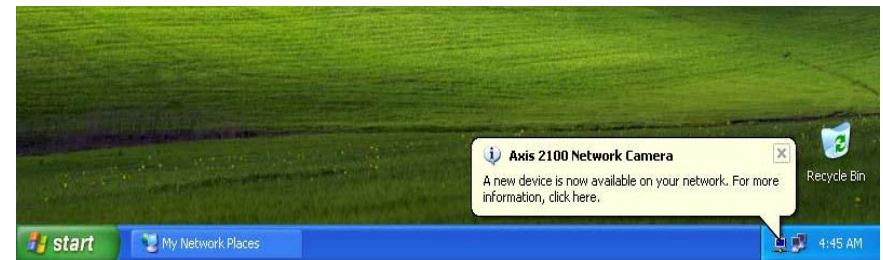 Axis 2100 Network Camera
A new device is now available on your network. For more
information, click here.
Recycle Bin
start
My Network Places
4:45 AM